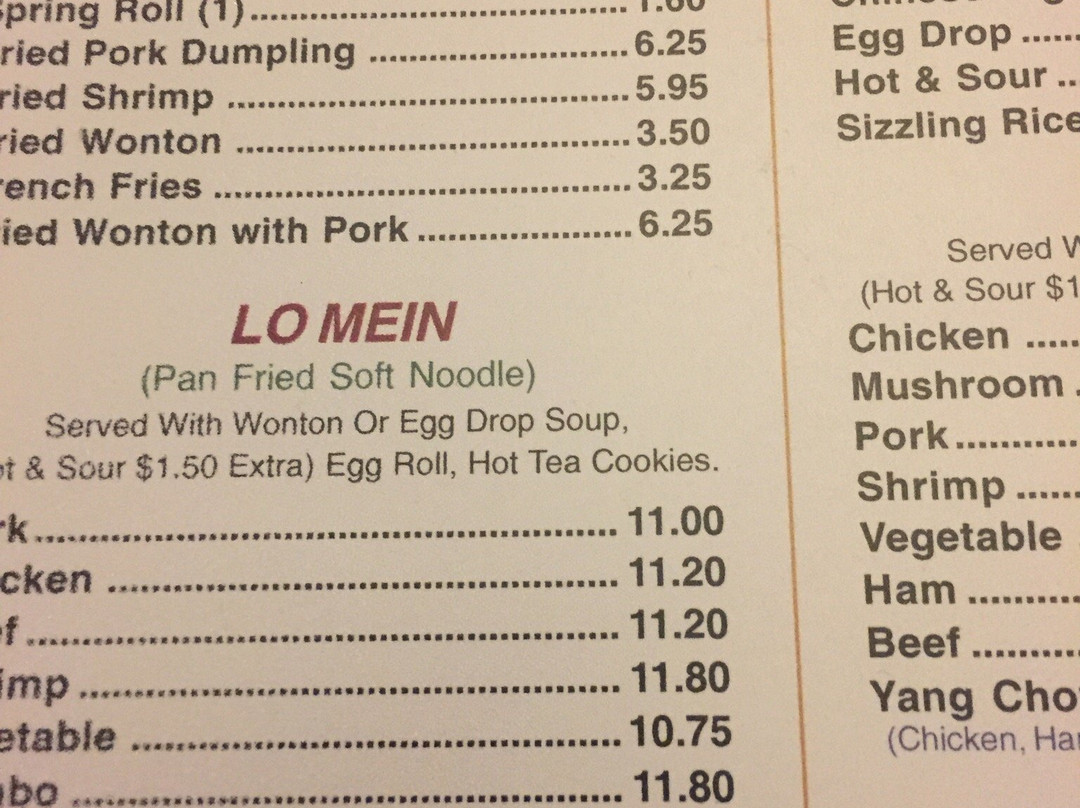 Spring Roll (1)
ried Pork Dumpling 6.25
ried Shrimp 5.95
ried Wonton 3.50
rench Fries 3.25
ied Wonton with Pork 6.25
LO MEIN
(Pan Fried Soft Noodle)
Served With Wonton Or Egg Drop Soup,
ot & Sour $1.50 Extra) Egg Roll, Hot Tea Cookies.
rk 11.00
cken 11.20
f 11.20
imp 11.80
etable 10.75
bo 11.80
Egg Drop
Hot & Sour
Sizzling Rice
Served W
(Hot & Sour $1
Chicken
Mushroom
Pork
Shrimp
Vegetable
Ham
Beef
Yang Cho
(Chicken, Ha